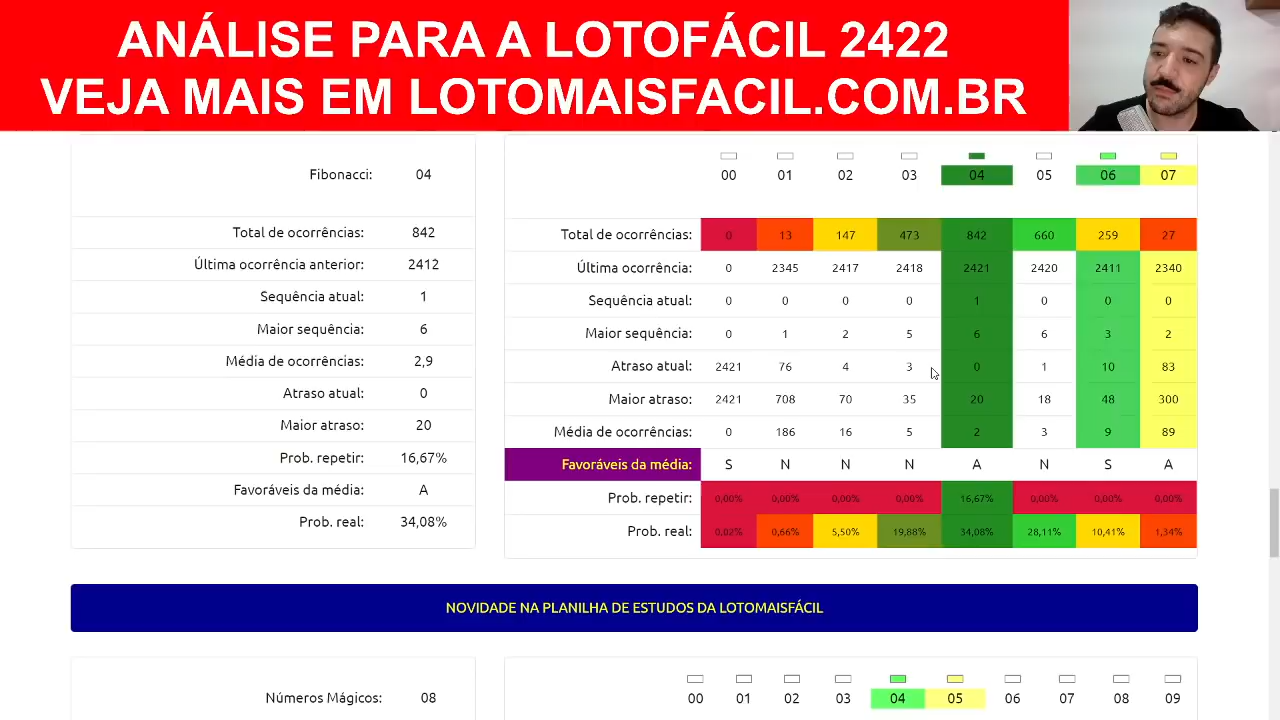 ANÁLISE PARA A LOTOFÁCIL 2422
VEJA MAIS EM LOTOMAISFACIL.COM.BR
Fibonacci: 04
Total de ocorrências: 842
Última ocorrência anterior: 2412
Sequência atual: 1
Maior sequência: 6
Média de ocorrências: 2,9
Atraso atual: 0
Maior atraso: 20
Prob. repetir: 16,67%
Favoráveis da média: A
Prob. real: 34,08%
00 01 02 03 04 05 06 07
Total de ocorrências: 0 13 147 473 842 660 259 27
Última ocorrência: 0 2345 2417 2418 2421 2420 2411 2340
Sequência atual: 0 0 0 0 1 0 0 0
Maior sequência: 0 1 2 5 6 6 3 2
Atraso atual: 2421 76 4 3 0 1 10 83
Maior atraso: 2421 708 70 35 20 18 48 300
Média de ocorrências: 0 186 16 5 2 3 9 89
Favoráveis da média: S N N N A N S A
Prob. repetir: 0,00% 0,00% 0,00% 0,00% 16,67% 0,00% 0,00% 0,00%
Prob. real: 0,02% 0,66% 5,50% 19,88% 34,08% 28,11% 10,41% 1,34%
NOVIDADE NA PLANILHA DE ESTUDOS DA LOTOMAISFÁCIL
Números Mágicos: 08
00 01 02 03 04 05 06 07 08 09